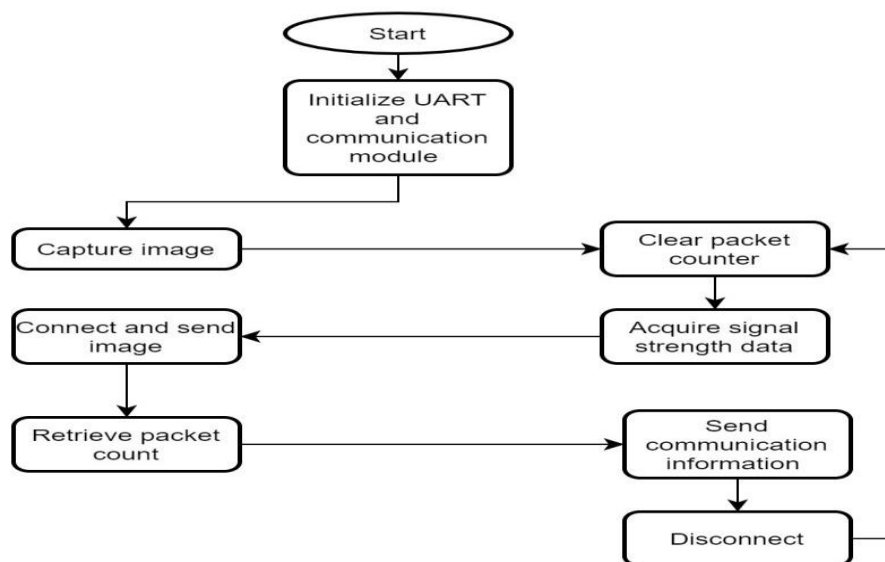 Start
Initialize UART
and
communication
module
Capture image
Clear packet
counter
Connect and send
image
Acquire signal
strength data
Retrieve packet
count
Send
communication
information
Disconnect